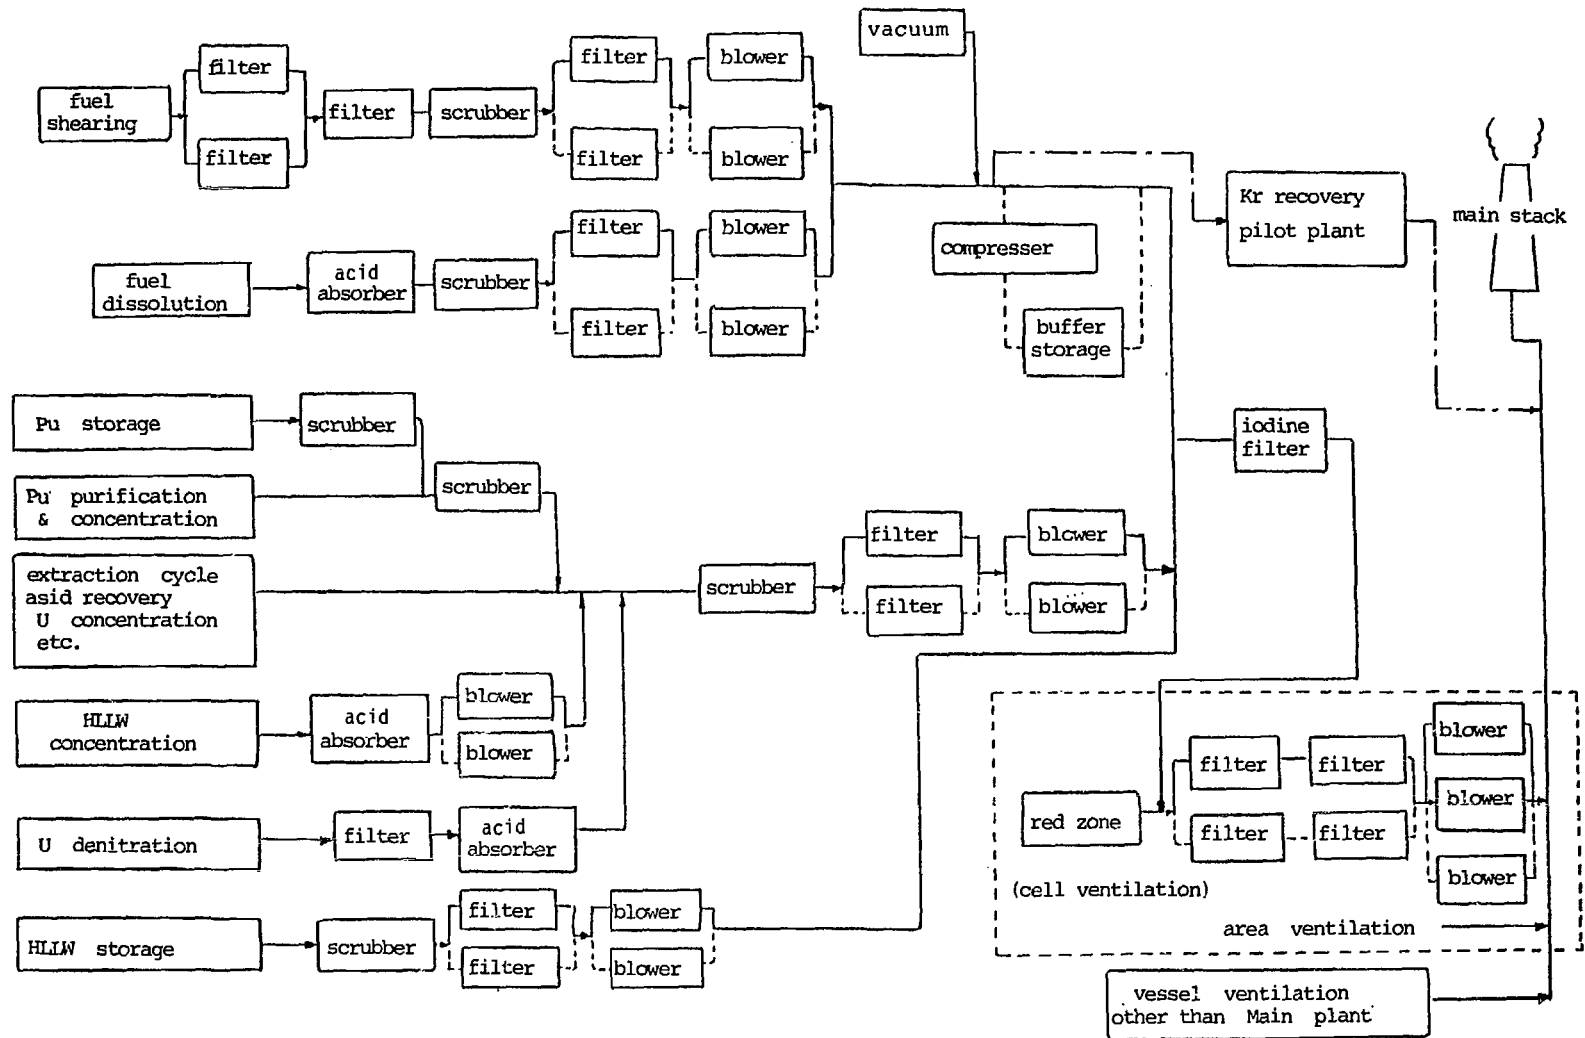 vacuum
filter
blower
fuel
shearing
filter
scrubber
filter
filter
blower
main stack
Kr recovery
pilot plant
filter
blower
compresser
fuel
dissolution
acid
absorber
scrubber
filter
blower
buffer
storage
Pu storage
scrubber
iodine
filter
Pu purification
& concentration
scrubber
extraction cycle
asid recovery
U concentration
etc.
scrubber
filter
blower
filter
blower
HLLW
concentration
acid
absorber
blower
blower
U denitration
filter
acid
absorber
HLLW storage
scrubber
filter
blower
filter
blower
red zone
filter
filter
filter
filter
blower
blower
blower
(cell ventilation)
area ventilation
vessel ventilation
other than Main plant